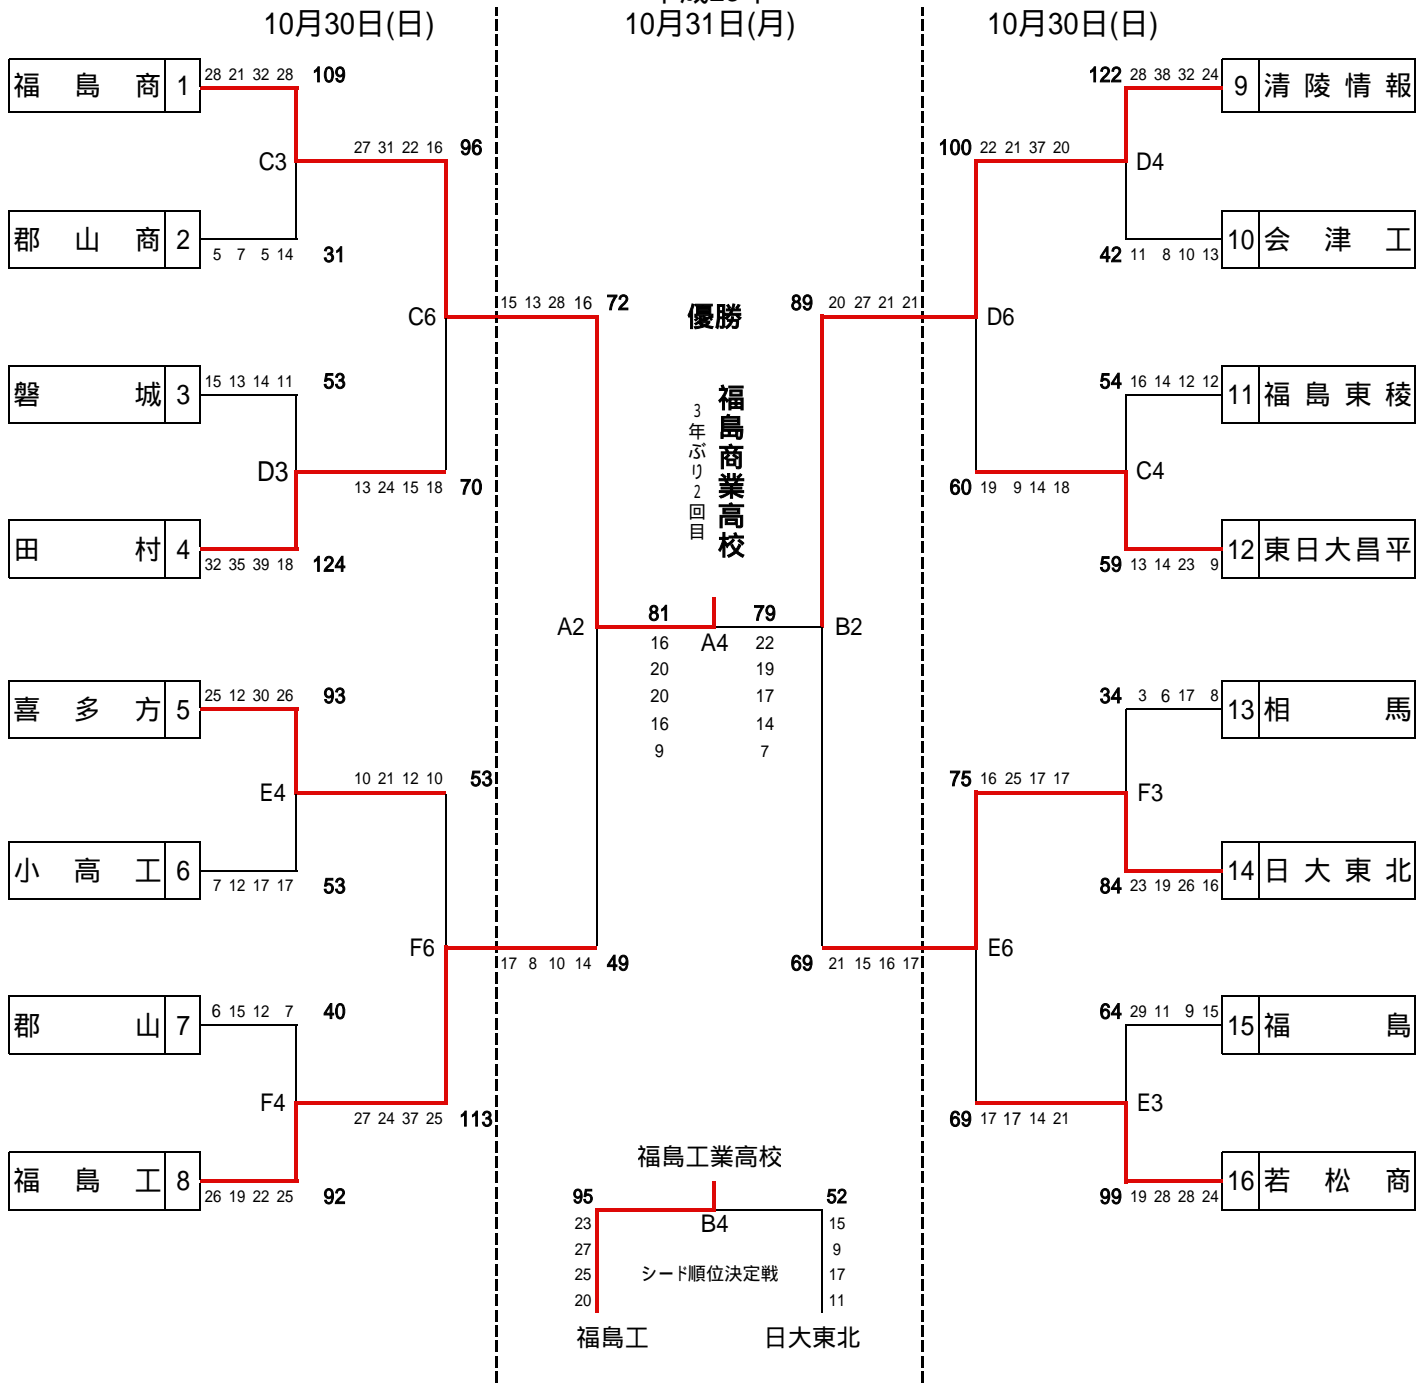 10月30日(日)
10月31日(月)
10月30日(日)
福島商 1 28 21 32 28 109
C3
郡山商 2 5 7 5 14 31
27 31 22 16 96
C6
磐城 3 15 13 14 11 53
D3
田村 4 32 35 39 18 124
13 24 15 18 70
喜多方 5 25 12 30 26 93
E4
小高工 6 7 12 17 17 53
10 21 12 10 53
F6
郡山 7 6 15 12 7 40
F4
福島工 8 26 19 22 25 92
27 24 37 25 113
15 13 28 16 72
A2
17 8 10 14 49
優勝
福島商業高校
3年ぶり2回目
81 79
A4
16 22
20 19
20 17
16 14
9 7
89 20 27 21 21
B2
69 21 15 16 17
122 28 38 32 24 9 清陵情報
D4
42 11 8 10 13 10 会津工
100 22 21 37 20
D6
54 16 14 12 12 11 福島東稜
C4
59 13 14 23 9 12 東日大昌平
60 19 9 14 18
34 3 6 17 8 13 相馬
F3
84 23 19 26 16 14 日大東北
75 16 25 17 17
E6
64 29 11 9 15 15 福島
E3
99 19 28 28 24 16 若松商
69 17 17 14 21
福島工業高校
95 52
B4
23 15
27 9
シード順位決定戦
25 17
20 11
福島工 日大東北